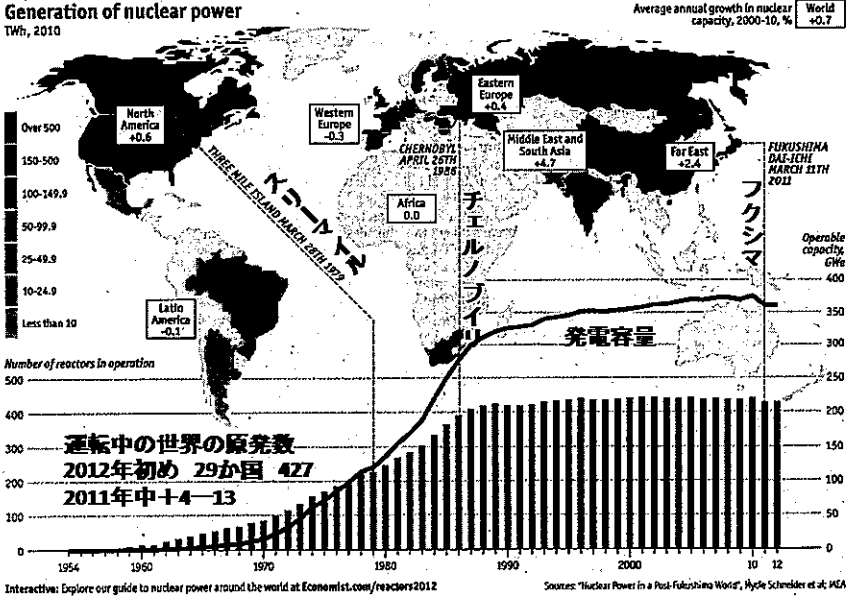 Generation of nuclear power
TWh, 2010
Average annual growth in nuclear
capacity, 2000-10, %
World
+0.7
North
America
+0.6
Western
Europe
-0.3
Eastern
Europe
+0.4
Middle East and
South Asia
+4.7
Far East
+2.4
Africa
0.0
Latin
America
-0.1
Over 500
150-500
100-149.9
50-99.9
25-49.9
10-24.9
Less than 10
THREE MILE ISLAND MARCH 28TH 1979
スリーマイル
CHERNOBYL
APRIL 26TH
1986
チェルノブイリ
FUKUSHIMA
DAI-ICHI
MARCH 11TH
2011
フクシマ
Operable
capacity,
GWe
400
350
300
250
200
150
100
50
0
発電容量
Number of reactors in operation
500
400
300
200
100
0
運転中の世界の原発数
2012年初め 29か国 427
2011年中+4―13
1954
1960
1970
1980
1990
2000
10
12
Interactive: Explore our guide to nuclear power around the world at Economist.com/reactors2012
Sources: "Nuclear Power in a Post-Fukushima World", Mycle Schneider et al; IAEA